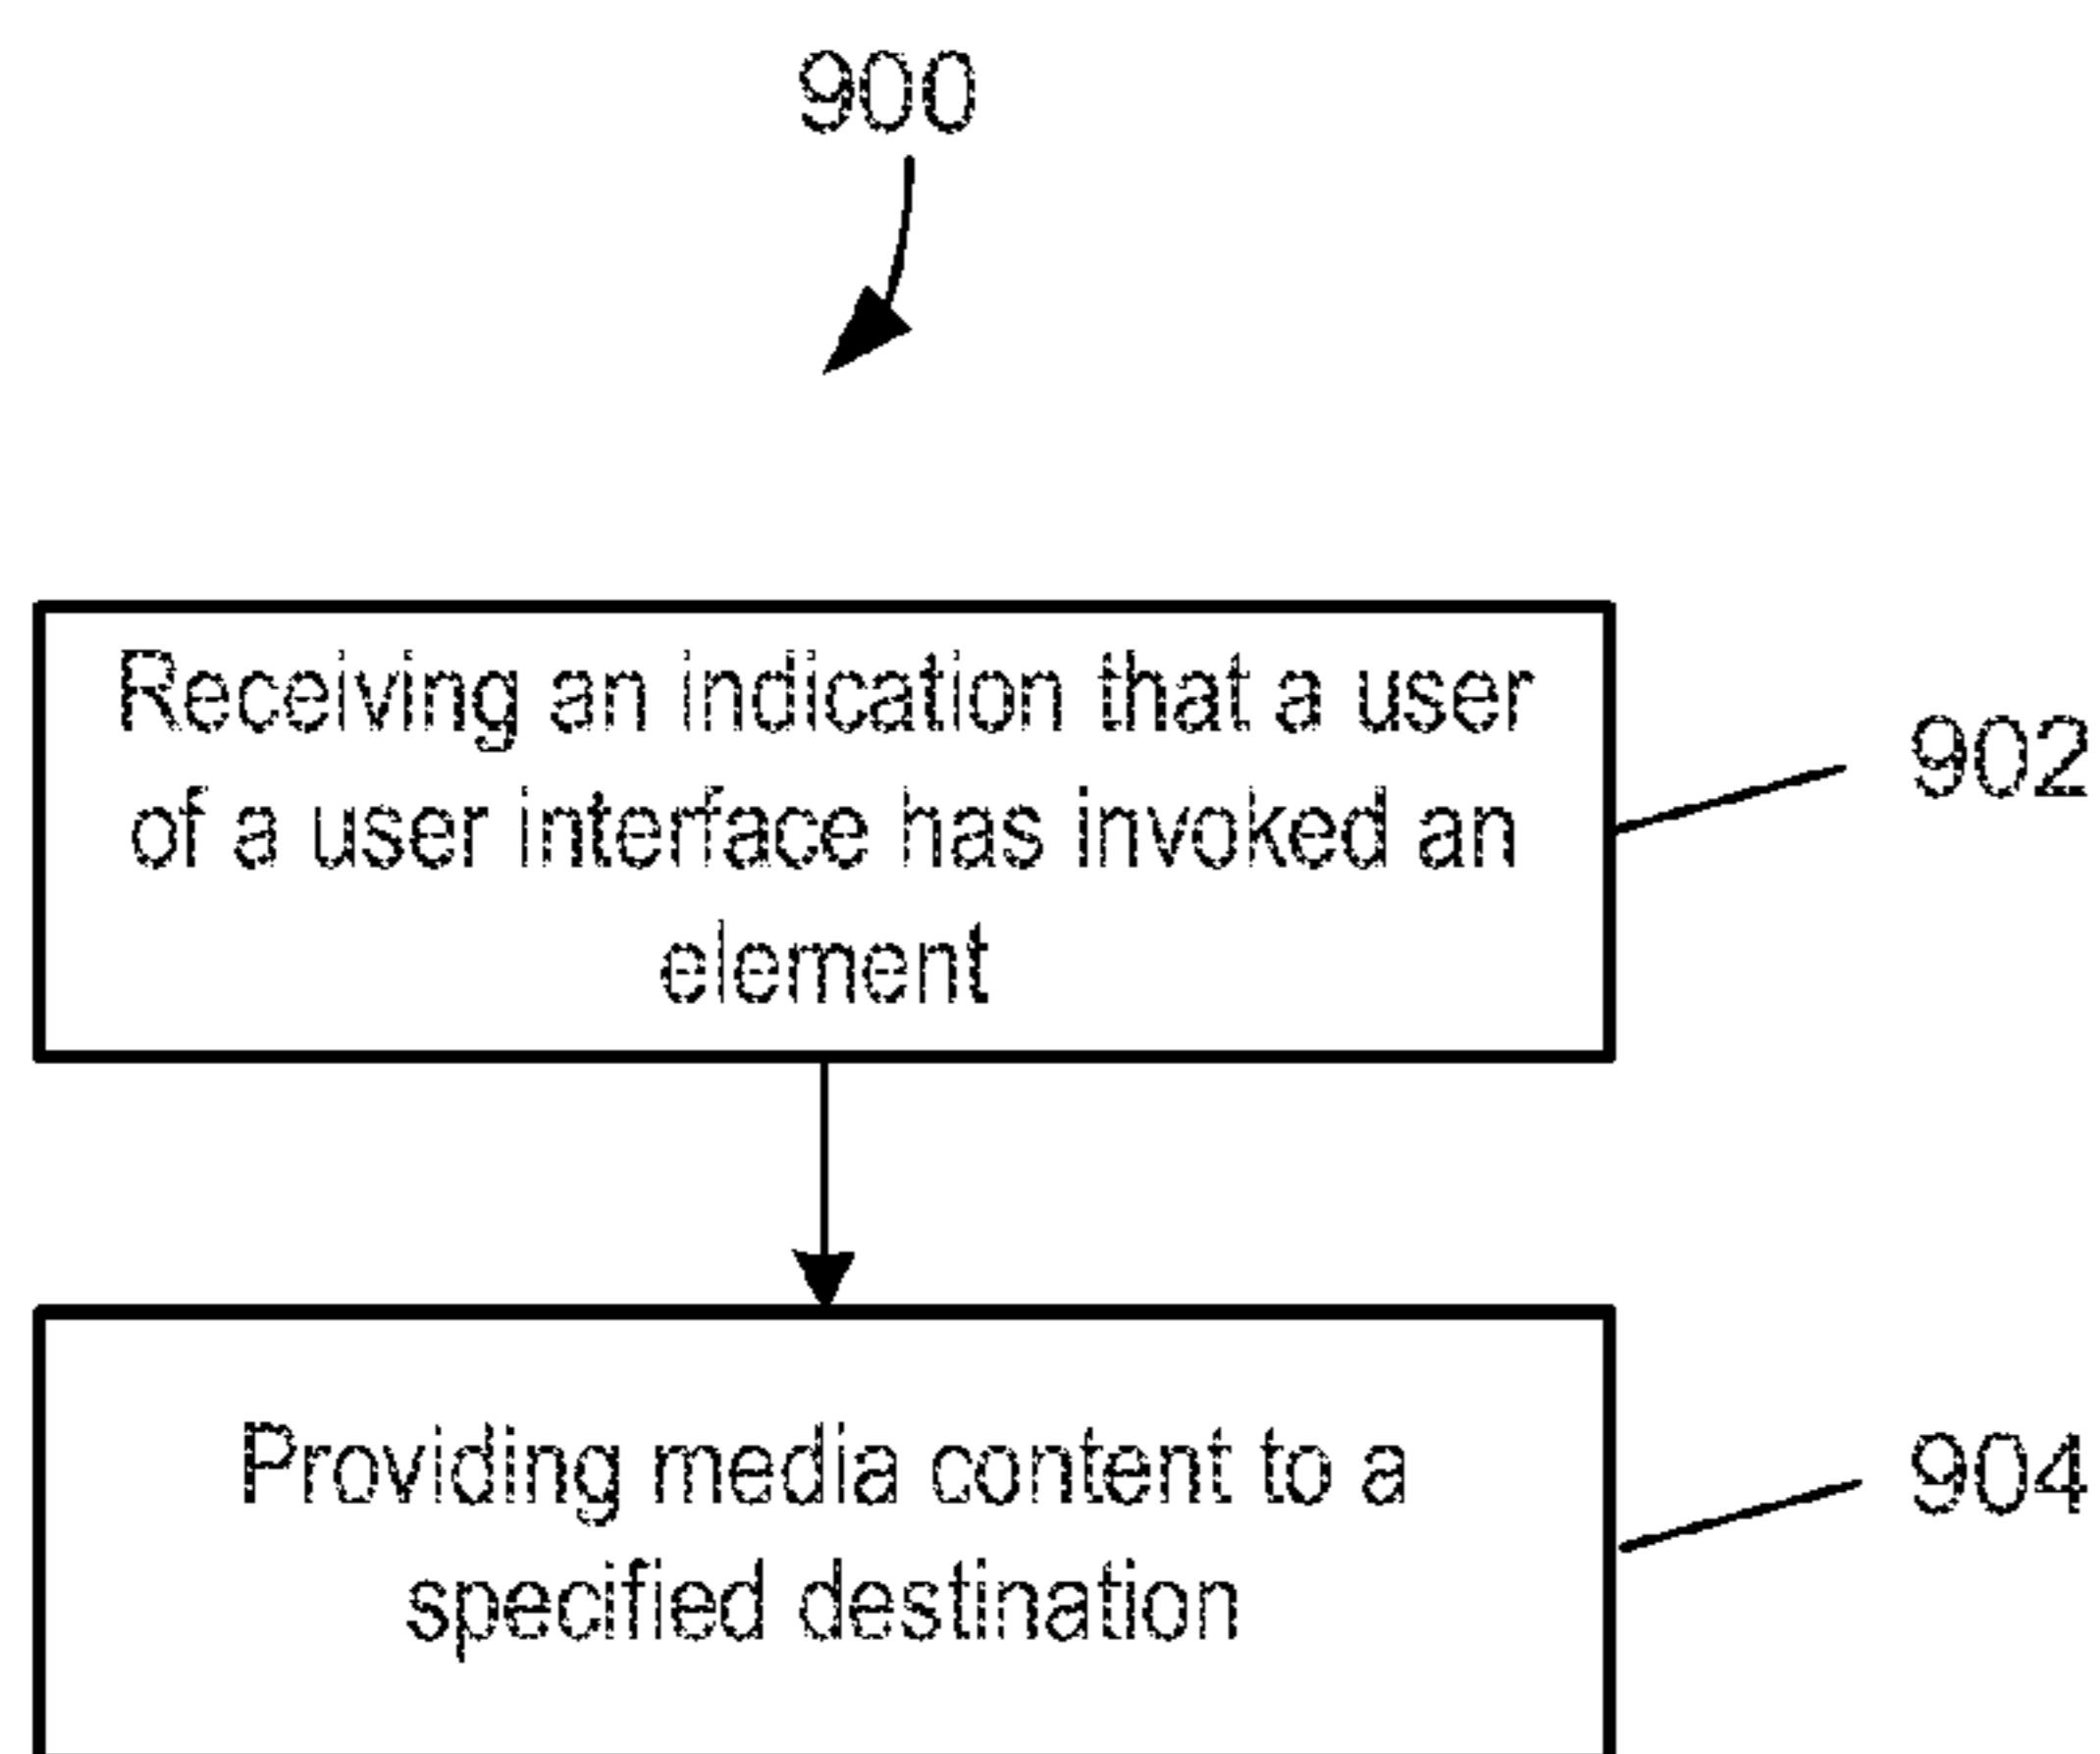 900
Receiving an indication that a user
of a user interface has invoked an
element
902
Providing media content to a
specified destination
904